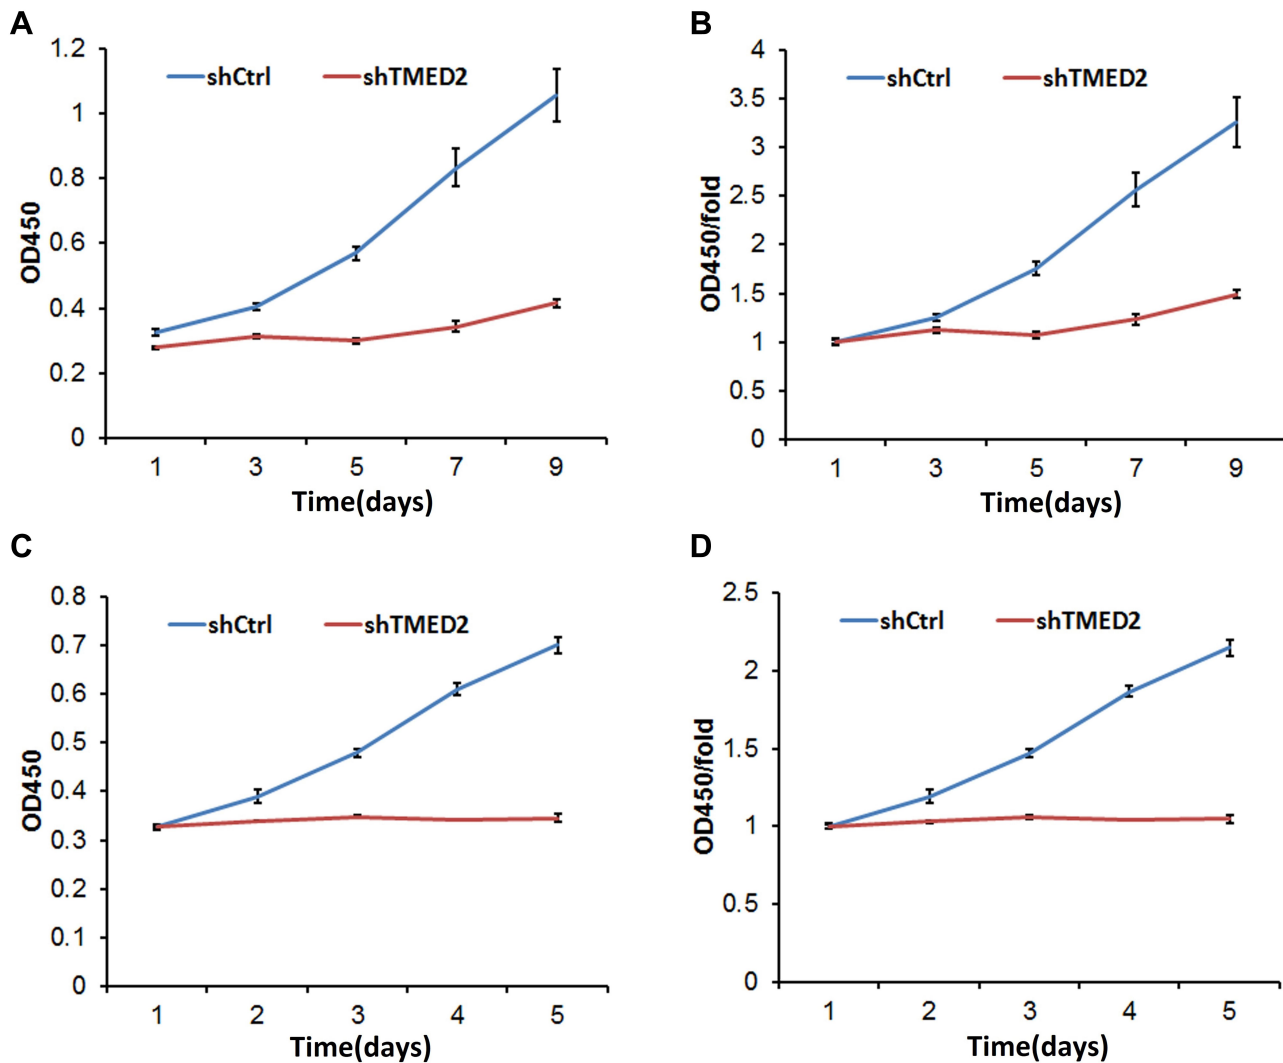 A
1.2
1
0.8
0.6
0.4
0.2
0
OD450
shCtrl shTMED2
1 3 5 7 9
Time(days)
B
4
3.5
3
2.5
2
1.5
1
0.5
0
OD450/fold
shCtrl shTMED2
1 3 5 7 9
Time(days)
C
0.8
0.7
0.6
0.5
0.4
0.3
0.2
0.1
0
OD450
shCtrl shTMED2
1 2 3 4 5
Time(days)
D
2.5
2
1.5
1
0.5
0
OD450/fold
shCtrl shTMED2
1 2 3 4 5
Time(days)